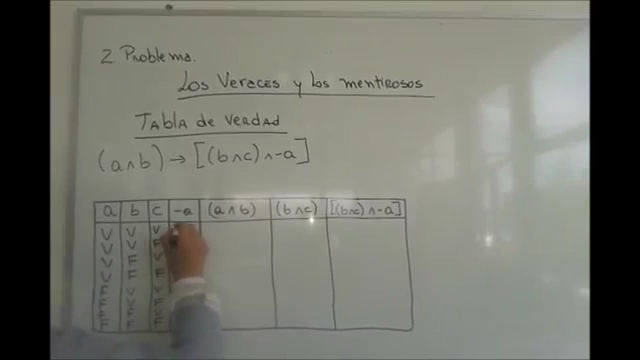 2 Problema.
Los Veraces y los mentirosos
Tabla de verdad
(a∧b) → [(b∧c)∧-a]
a b c -a (a∧b) (b∧c) [(b∧c)∧-a]
V V V
V V F
V F V
V F F
F V V
F V F
F F V
F F F